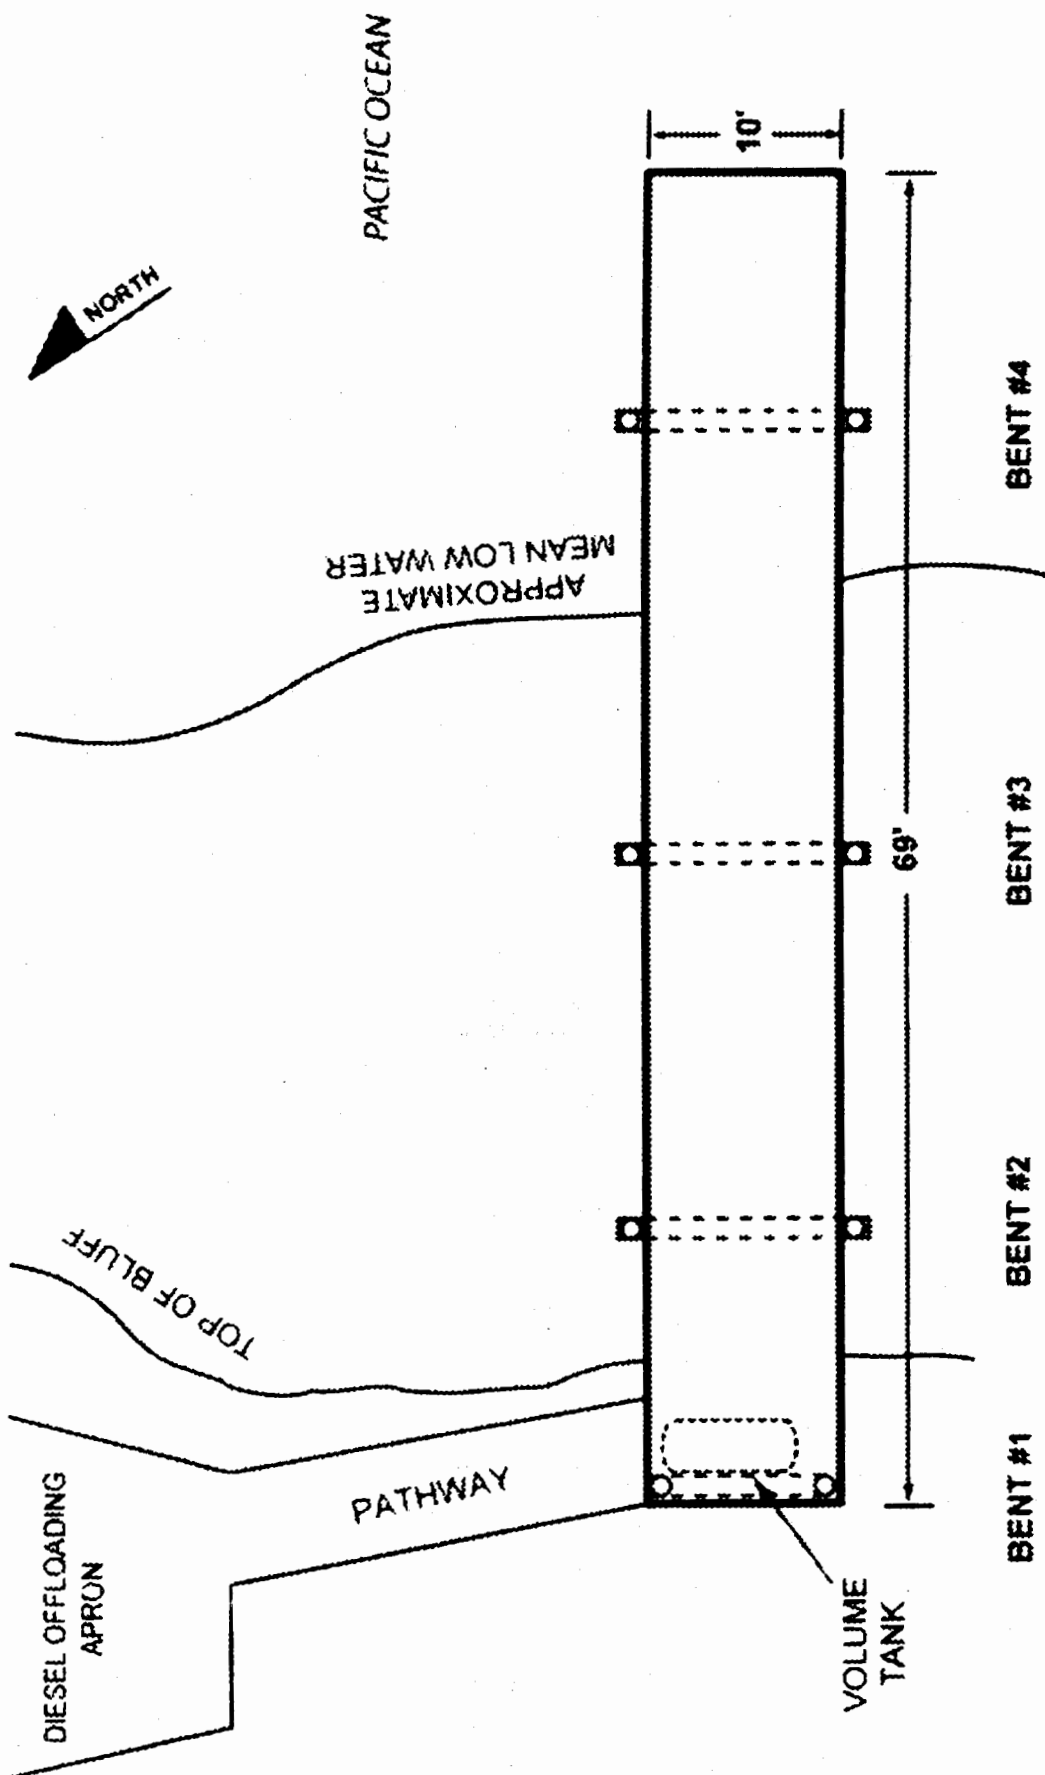 PACIFIC OCEAN
NORTH
10'
APPROXIMATE
MEAN LOW WATER
69'
TOP OF BLUFF
DIESEL OFFLOADING
APRON
PATHWAY
VOLUME
TANK
BENT #1
BENT #2
BENT #3
BENT #4